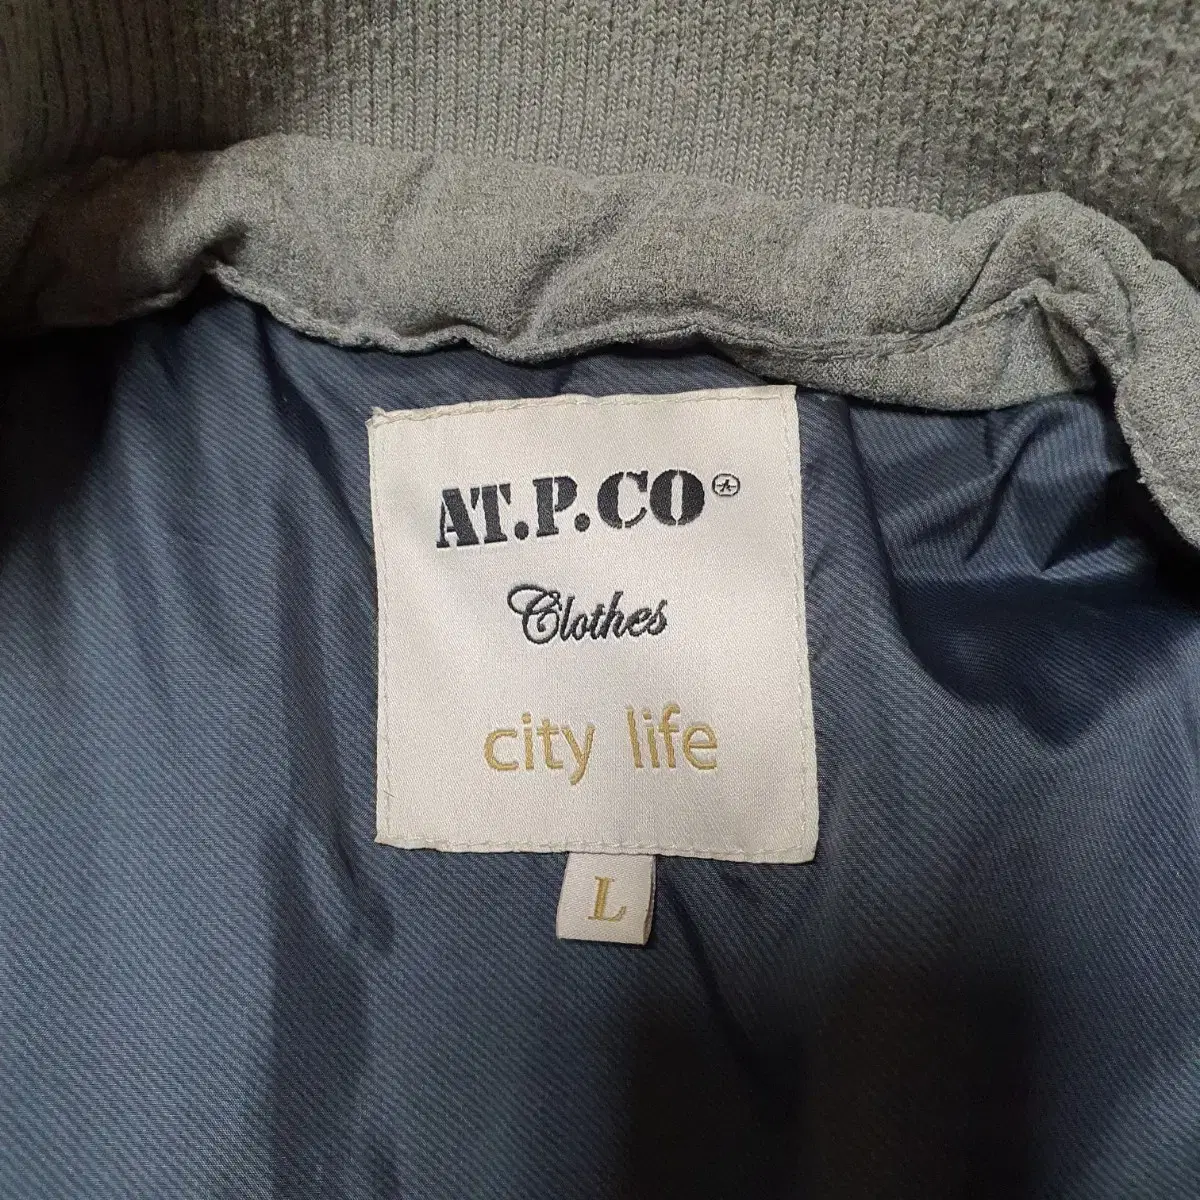 AT.P.CO
Clothes
city life
L